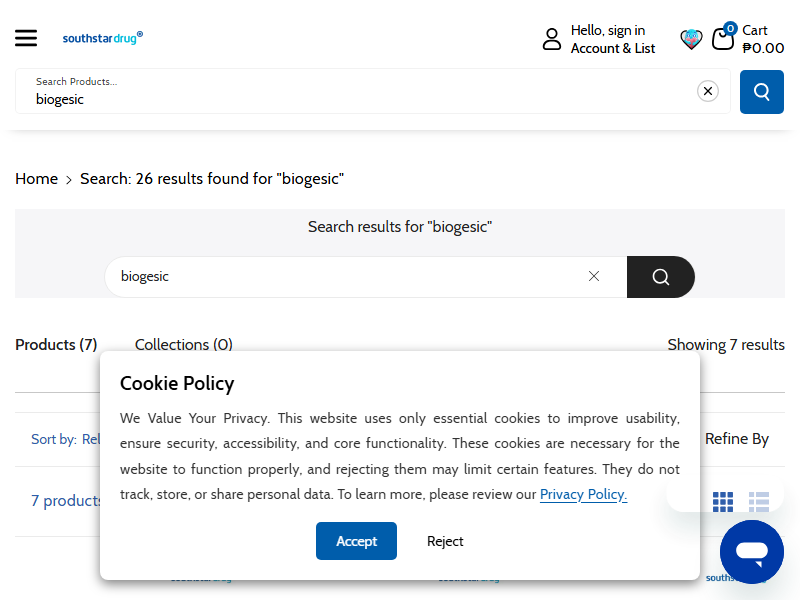 southstardrug®
Hello, sign in
Account & List
0
Cart
₱0.00
Search Products...
biogesic
Home > Search: 26 results found for "biogesic"
Search results for "biogesic"
biogesic
Products (7)
Collections (0)
Showing 7 results
Cookie Policy
We Value Your Privacy. This website uses only essential cookies to improve usability,
ensure security, accessibility, and core functionality. These cookies are necessary for the
website to function properly, and rejecting them may limit certain features. They do not
track, store, or share personal data. To learn more, please review our Privacy Policy.
Accept
Reject
Sort by:
Refine By
7 products